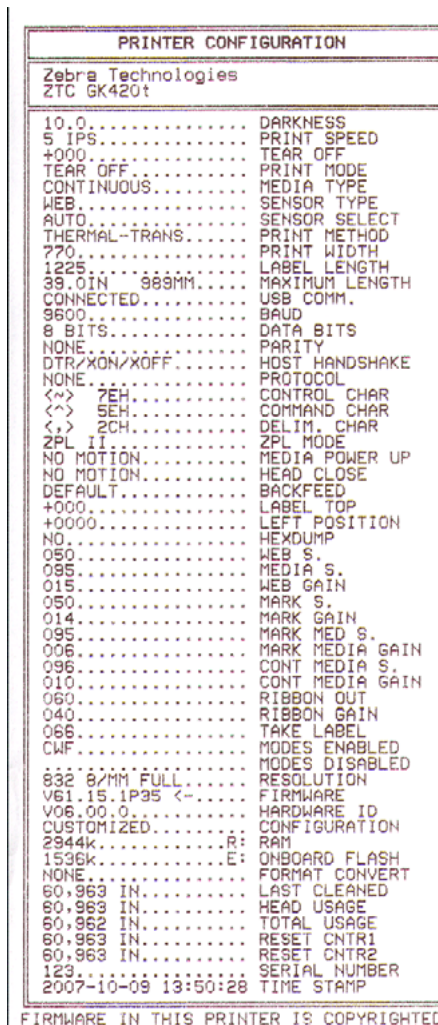 PRINTER CONFIGURATION
Zebra Technologies
ZTC GK420t
10.0............... DARKNESS
5 IPS.............. PRINT SPEED
+000............... TEAR OFF
TEAR OFF........... PRINT MODE
CONTINUOUS......... MEDIA TYPE
WEB................ SENSOR TYPE
AUTO............... SENSOR SELECT
THERMAL-TRANS...... PRINT METHOD
770................ PRINT WIDTH
1225............... LABEL LENGTH
39.0IN   989MM..... MAXIMUM LENGTH
CONNECTED.......... USB COMM.
9600............... BAUD
8 BITS............. DATA BITS
NONE............... PARITY
DTR/XON/XOFF....... HOST HANDSHAKE
NONE............... PROTOCOL
<~>  7EH........... CONTROL CHAR
<^>  5EH........... COMMAND CHAR
<,>  2CH........... DELIM. CHAR
ZPL II............. ZPL MODE
NO MOTION.......... MEDIA POWER UP
NO MOTION.......... HEAD CLOSE
DEFAULT............ BACKFEED
+000............... LABEL TOP
+0000.............. LEFT POSITION
NO................. HEXDUMP
050................ WEB S.
095................ MEDIA S.
015................ WEB GAIN
050................ MARK S.
014................ MARK GAIN
095................ MARK MED S.
006................ MARK MEDIA GAIN
096................ CONT MEDIA S.
010................ CONT MEDIA GAIN
060................ RIBBON OUT
040................ RIBBON GAIN
066................ TAKE LABEL
CWF................ MODES ENABLED
................... MODES DISABLED
832 8/MM FULL...... RESOLUTION
V61.15.1P35 <-..... FIRMWARE
V06.00.0........... HARDWARE ID
CUSTOMIZED......... CONFIGURATION
2944k............R: RAM
1536k............E: ONBOARD FLASH
NONE............... FORMAT CONVERT
60,963 IN.......... LAST CLEANED
60,963 IN.......... HEAD USAGE
60,962 IN.......... TOTAL USAGE
60,963 IN.......... RESET CNTR1
60,963 IN.......... RESET CNTR2
123................ SERIAL NUMBER
2007-10-09 13:50:28 TIME STAMP
FIRMWARE IN THIS PRINTER IS COPYRIGHTED